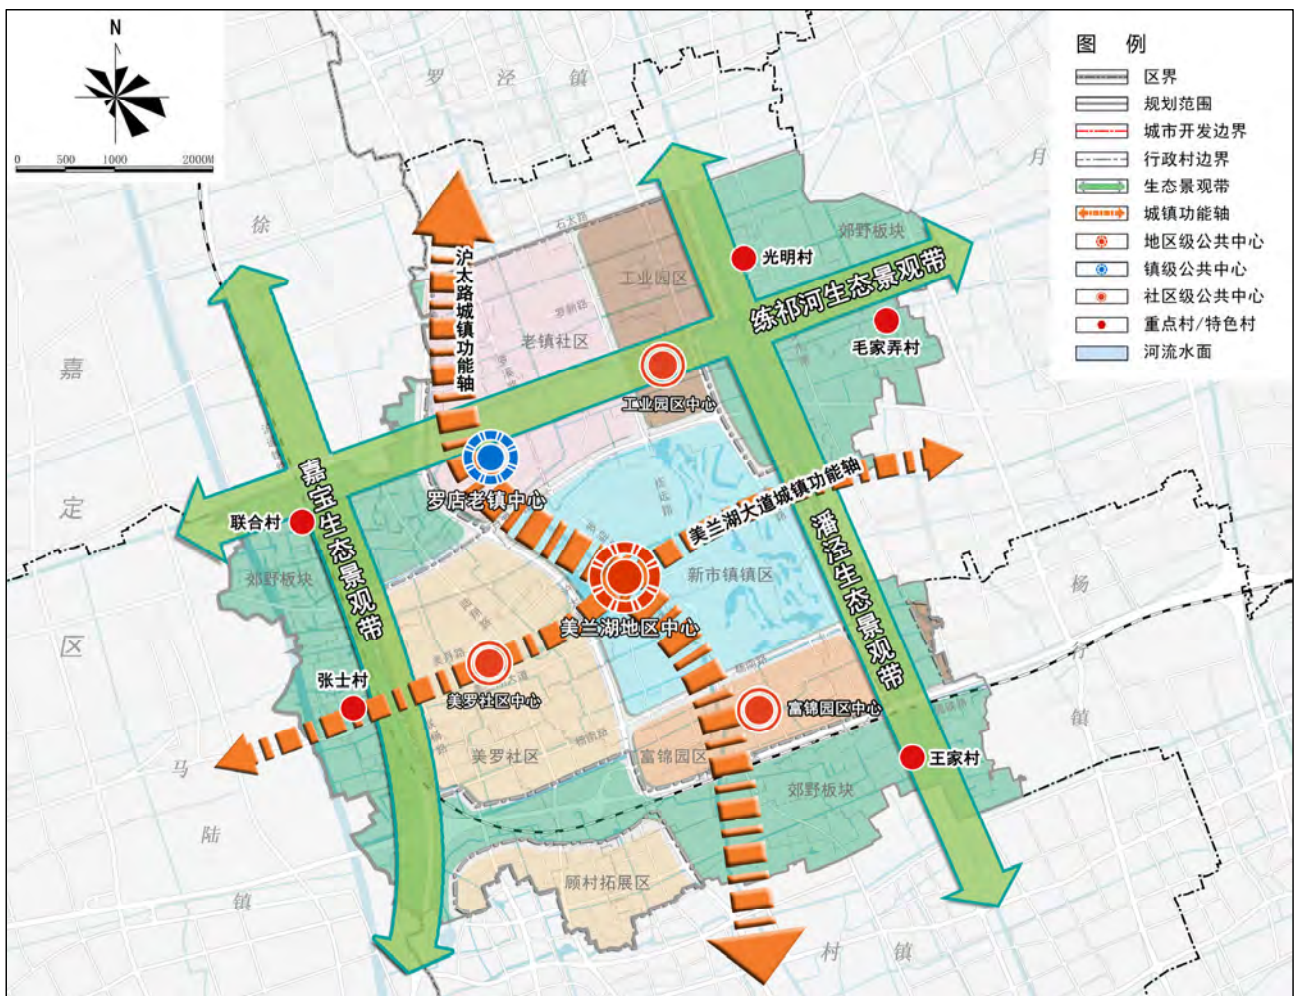 N
0 500 1000 2000M
图 例
区界
规划范围
城市开发边界
行政村边界
生态景观带
城镇功能轴
地区级公共中心
镇级公共中心
社区级公共中心
重点村/特色村
河流水面
罗泾镇
月
徐
嘉定区
马陆镇
村镇
杨行镇
石太路
郊野板块
光明村
工业园区
沪太路城镇功能轴
练祁河生态景观带
老镇社区
毛家弄村
工业园区中心
罗店老镇中心
嘉宝生态景观带
联合村
郊野板块
美兰湖大道城镇功能轴
潘泾生态景观带
新市镇镇区
美兰湖地区中心
张士村
美罗社区中心
富锦园区中心
美罗社区
富锦园区
王家村
郊野板块
顾村拓展区